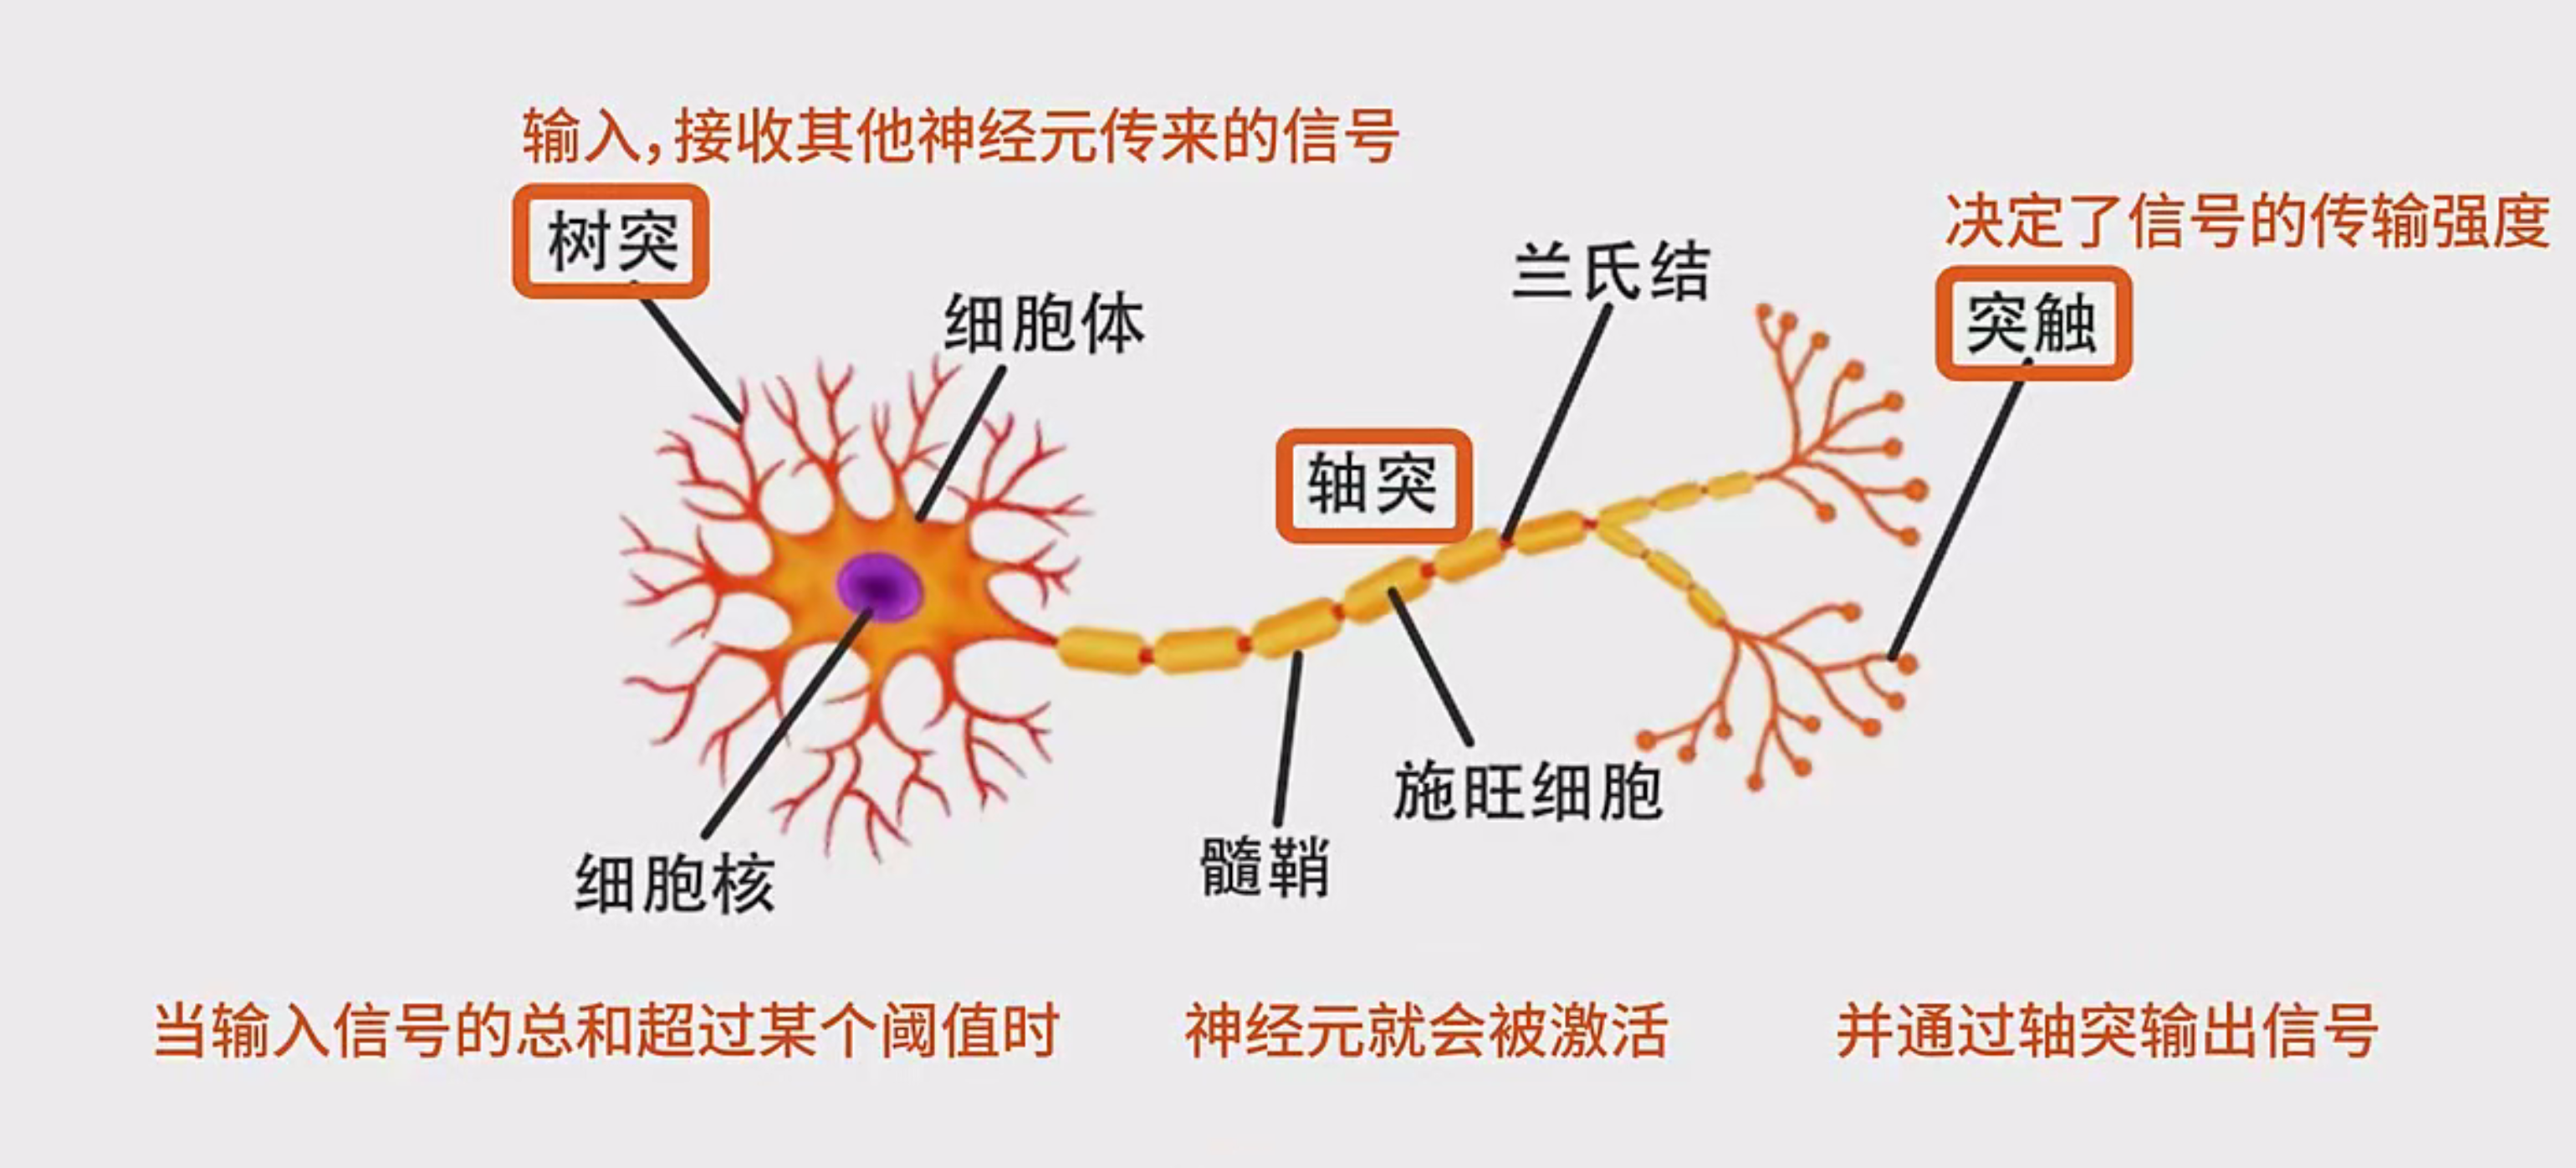 输入，接收其他神经元传来的信号
树突
决定了信号的传输强度
突触
兰氏结
细胞体
轴突
施旺细胞
髓鞘
细胞核
当输入信号的总和超过某个阈值时
神经元就会被激活
并通过轴突输出信号